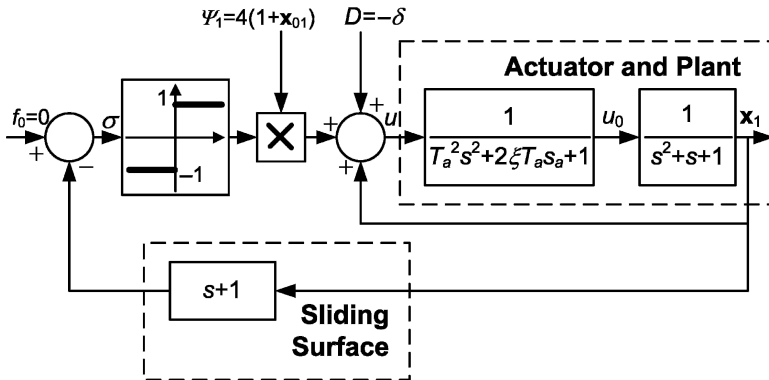 Ψ₁=4(1+x₀₁)
D=−δ
Actuator and Plant
f₀=0
+
−
σ
1
−1
×
+
+
+
u
1
Tₐ²s²+2ξTₐsₐ+1
u₀
1
s²+s+1
x₁
s+1
Sliding
Surface